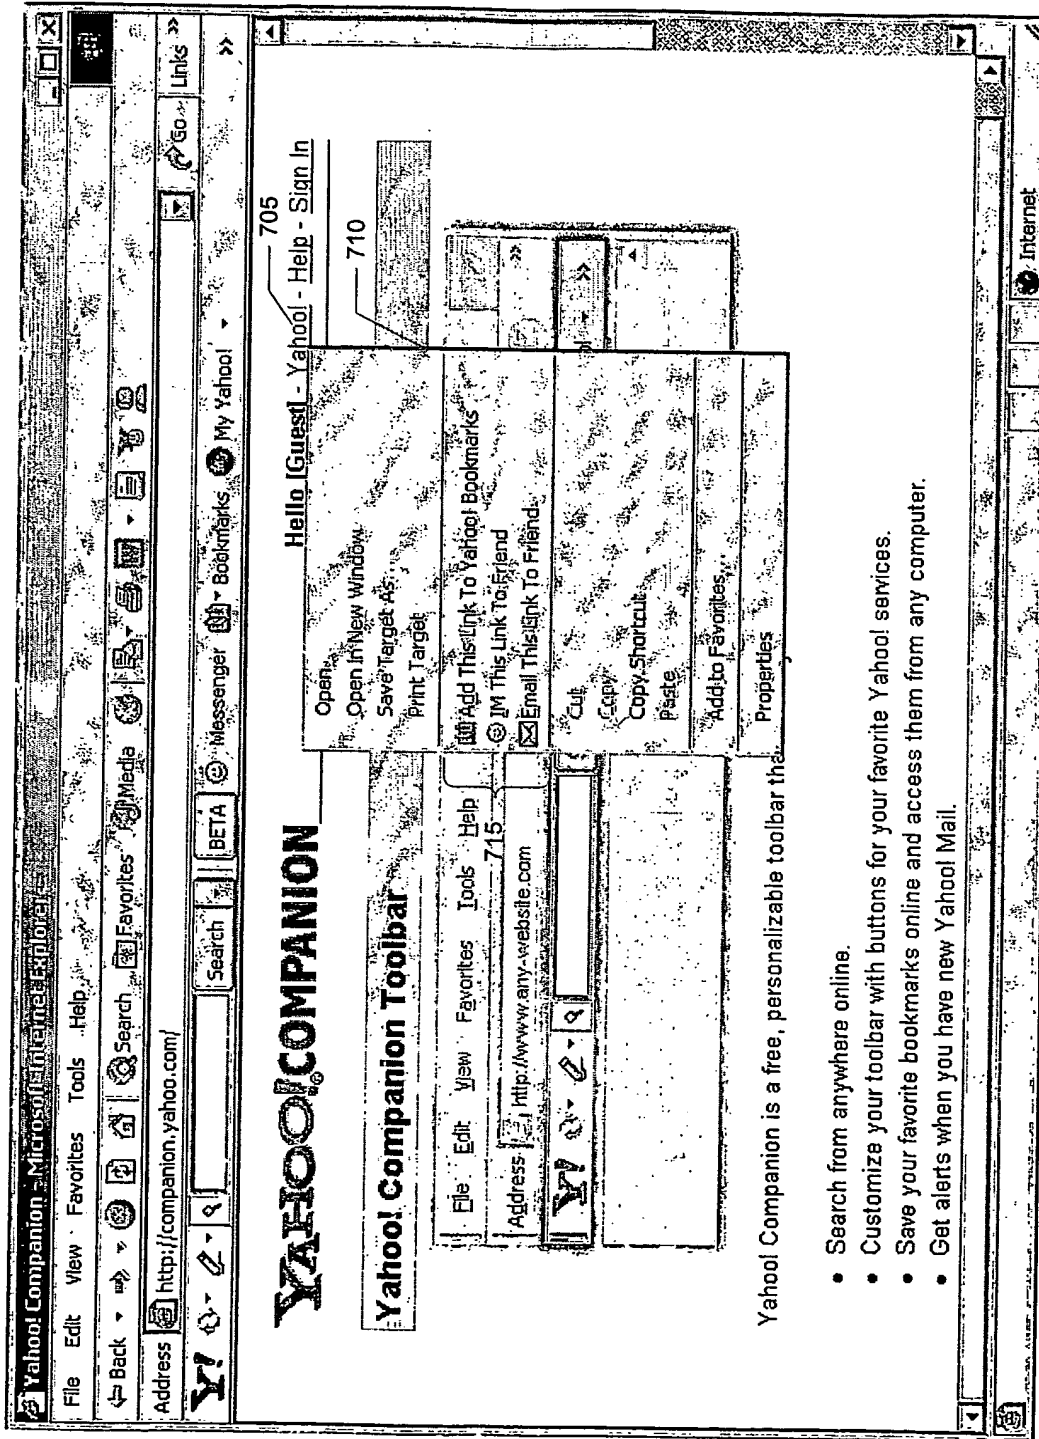 Yahoo! Companion - Microsoft Internet Explorer
File Edit View Favorites Tools Help
Back Search Favorites Media
Address http://companion.yahoo.com/ Go Links »
Y! Search BETA Messenger Bookmarks My Yahoo! »
YAHOO!COMPANION
Hello [Guest] - Yahoo! - Help - Sign In
705
710
Yahoo! Companion Toolbar
File Edit View Favorites Tools Help
715
Address http://www.any-website.com
Y!
Open
Open In New Window
Save Target As...
Print Target
Add This Link To Yahoo! Bookmarks
IM This Link To Friend
Email This Link To Friend
Cut
Copy
Copy Shortcut
Paste
Add to Favorites...
Properties
Yahoo! Companion is a free, personalizable toolbar tha
• Search from anywhere online.
• Customize your toolbar with buttons for your favorite Yahoo! services.
• Save your favorite bookmarks online and access them from any computer.
• Get alerts when you have new Yahoo! Mail.
Internet